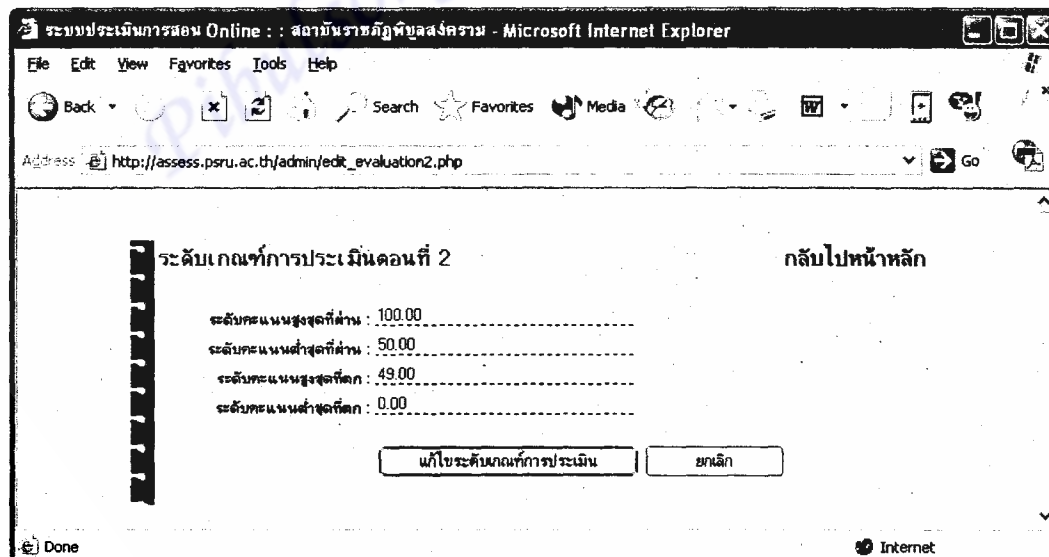 ระบบประเมินการสอน Online : : สถาบันราชภัฏพิบูลสงคราม - Microsoft Internet Explorer
File Edit View Favorites Tools Help
Back Search Favorites Media
Address http://assess.psru.ac.th/admin/edit_evaluation2.php Go
ระดับเกณฑ์การประเมินตอนที่ 2 กลับไปหน้าหลัก
ระดับคะแนนสูงสุดที่ผ่าน : 100.00
ระดับคะแนนต่ำสุดที่ผ่าน : 50.00
ระดับคะแนนสูงสุดที่ตก : 49.00
ระดับคะแนนต่ำสุดที่ตก : 0.00
แก้ไขระดับเกณฑ์การประเมิน ยกเลิก
Done Internet